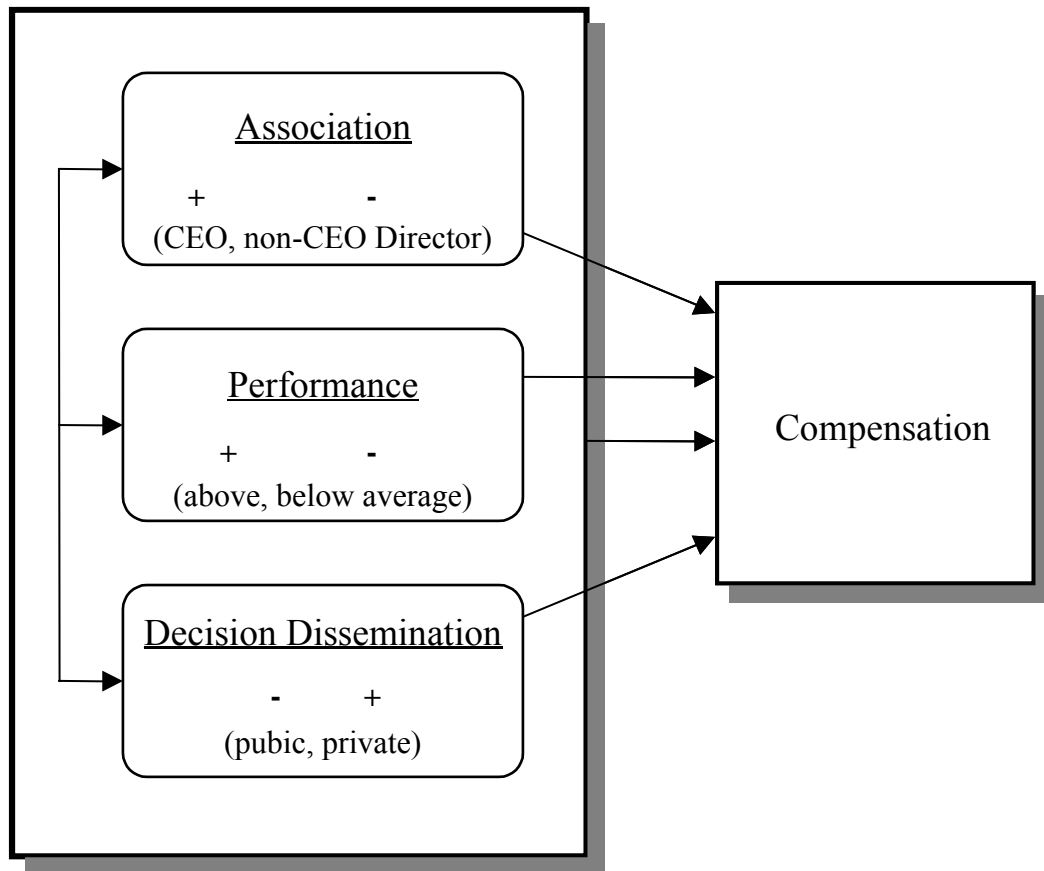 Association
+ -
(CEO, non-CEO Director)
Performance
+ -
(above, below average)
Decision Dissemination
- +
(pubic, private)
Compensation